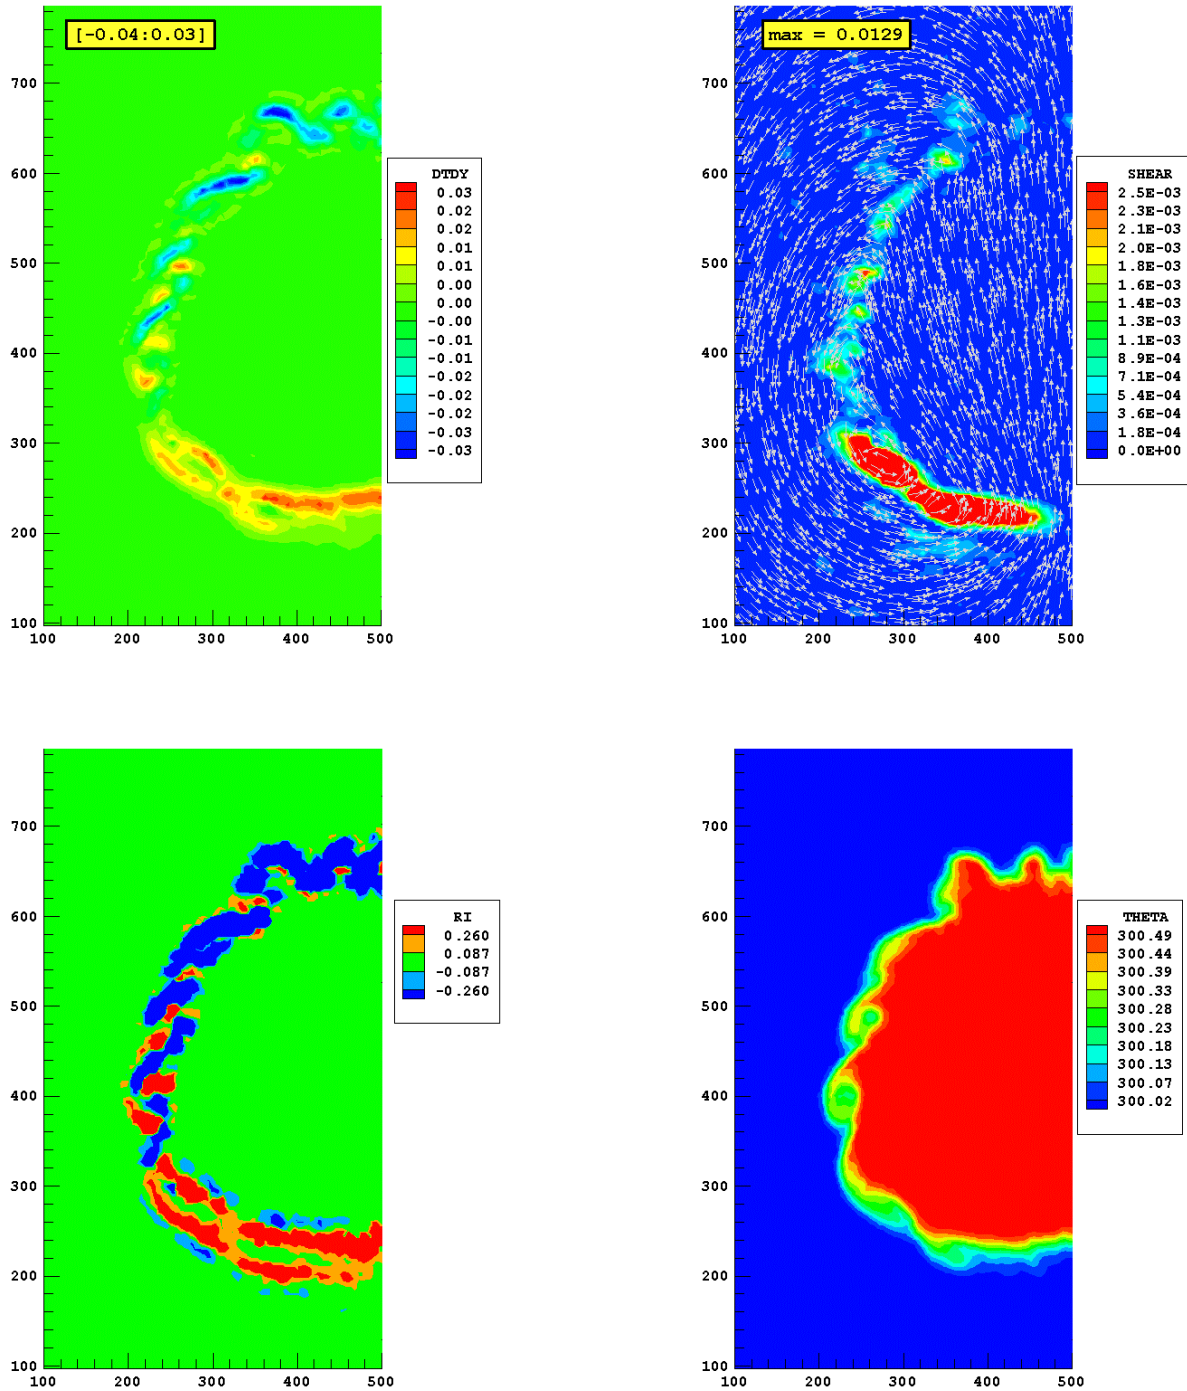 [-0.04:0.03]
700
600
500
400
300
200
100
100 200 300 400 500
DTDY
0.03
0.02
0.02
0.01
0.01
0.00
0.00
-0.00
-0.01
-0.01
-0.02
-0.02
-0.02
-0.03
-0.03
max = 0.0129
700
600
500
400
300
200
100
100 200 300 400 500
SHEAR
2.5E-03
2.3E-03
2.1E-03
2.0E-03
1.8E-03
1.6E-03
1.4E-03
1.3E-03
1.1E-03
8.9E-04
7.1E-04
5.4E-04
3.6E-04
1.8E-04
0.0E+00
700
600
500
400
300
200
100
100 200 300 400 500
RI
0.260
0.087
-0.087
-0.260
700
600
500
400
300
200
100
100 200 300 400 500
THETA
300.49
300.44
300.39
300.33
300.28
300.23
300.18
300.13
300.07
300.02